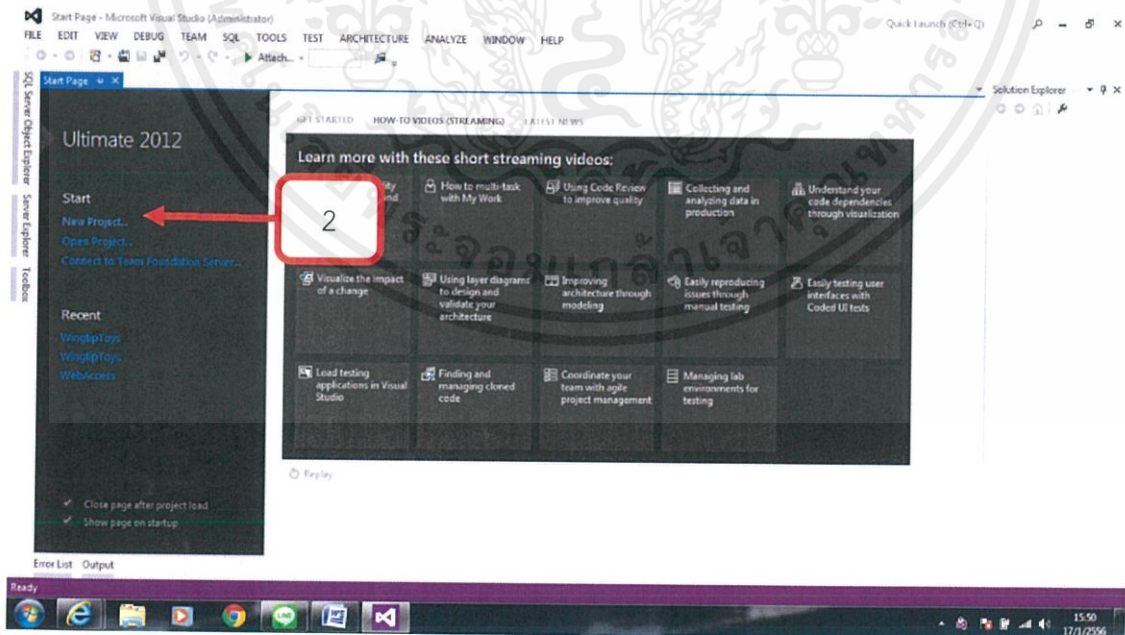 Start Page - Microsoft Visual Studio (Administrator)
Quick Launch (Ctrl+Q)
FILE EDIT VIEW DEBUG TEAM SQL TOOLS TEST ARCHITECTURE ANALYZE WINDOW HELP
Attach...
Start Page
Solution Explorer
SQL Server Object Explorer
Server Explorer
Toolbox
Ultimate 2012
Start
New Project...
Open Project...
Connect to Team Foundation Server...
Recent
WingtipToys
WingtipToys
WebAccess
Close page after project load
Show page on startup
GET STARTED HOW-TO VIDEOS (STREAMING) LATEST NEWS
Learn more with these short streaming videos:
2
How to multi-task
with My Work
Using Code Review
to improve quality
Collecting and
analyzing data in
production
Understand your
code dependencies
through visualization
Visualize the impact
of a change
Using layer diagrams
to design and
validate your
architecture
Improving
architecture through
modeling
Easily reproducing
issues through
manual testing
Easily testing user
interfaces with
Coded UI tests
Load testing
applications in Visual
Studio
Finding and
managing cloned
code
Coordinate your
team with agile
project management
Managing lab
environments for
testing
Replay
Error List Output
Ready
15:50
17/1/2556